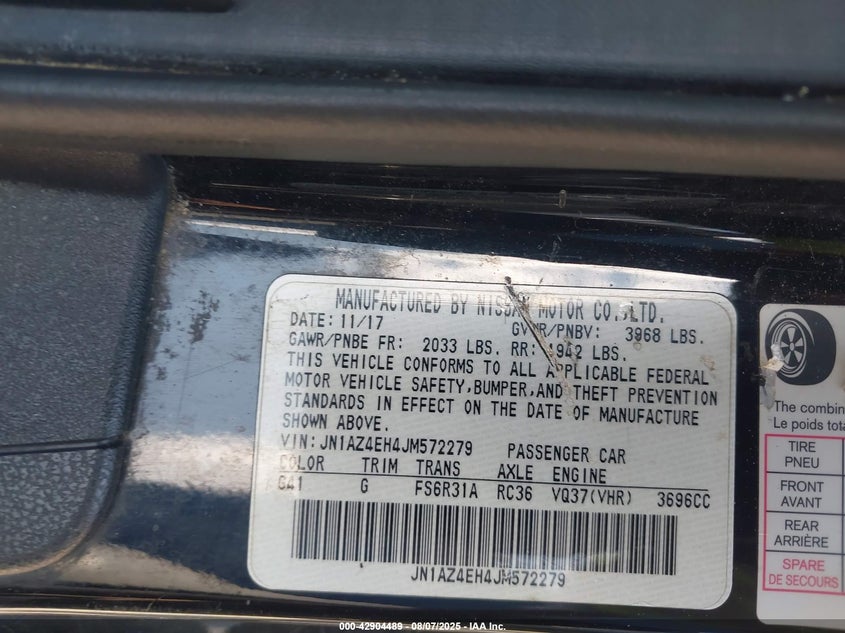 MANUFACTURED BY NISSAN MOTOR CO.,LTD.
DATE: 11/17 GVWR/PNBV: 3968 LBS.
GAWR/PNBE FR: 2033 LBS. RR: 1942 LBS.
THIS VEHICLE CONFORMS TO ALL APPLICABLE FEDERAL
MOTOR VEHICLE SAFETY,BUMPER,AND THEFT PREVENTION
STANDARDS IN EFFECT ON THE DATE OF MANUFACTURE
SHOWN ABOVE.
VIN: JN1AZ4EH4JM572279 PASSENGER CAR
COLOR TRIM TRANS AXLE ENGINE
G41 G FS6R31A RC36 VQ37(VHR) 3696CC
JN1AZ4EH4JM572279
The combin
Le poids tota
TIRE
PNEU
FRONT
AVANT
REAR
ARRIÈRE
SPARE
DE SECOURS
000-42904489 - 08/07/2025 - IAA Inc.